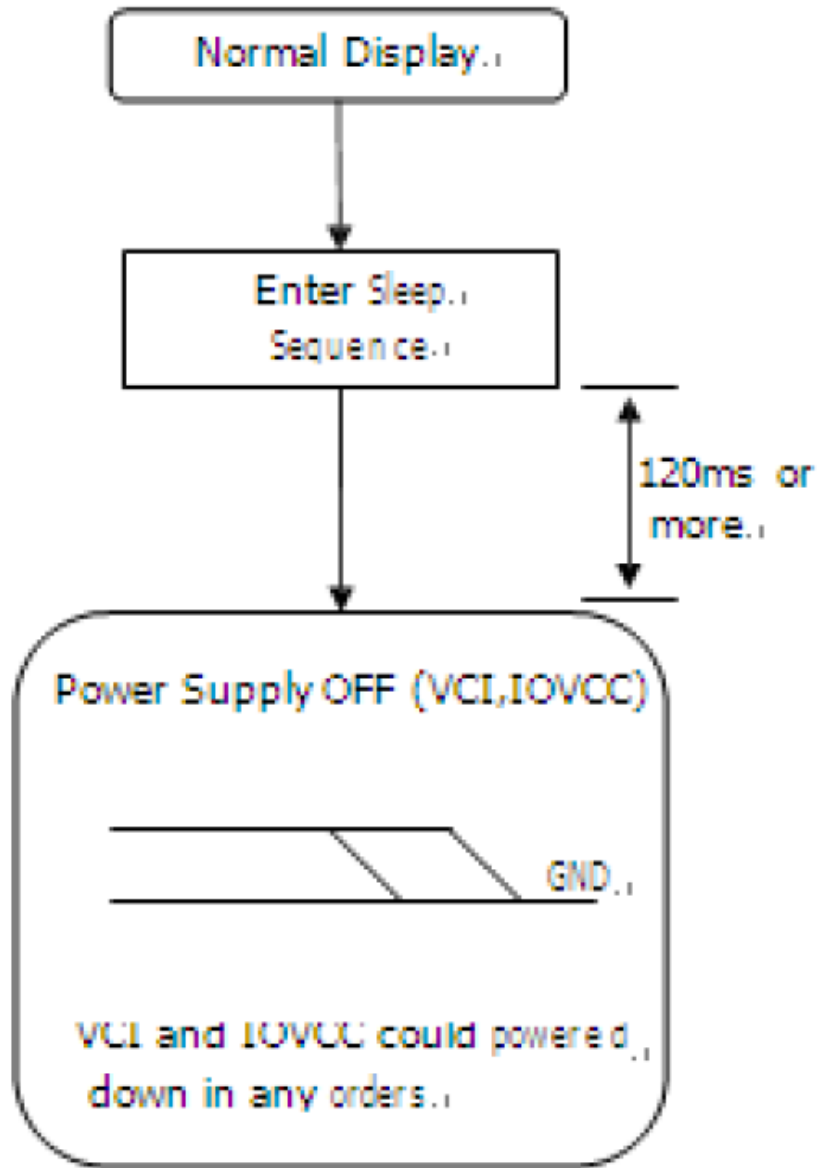 Normal Display.
Enter Sleep.
Sequence.
120ms or
more.
Power Supply OFF (VCI,IOVCC)
GND.
VCI and IOVCC could powered
down in any orders.